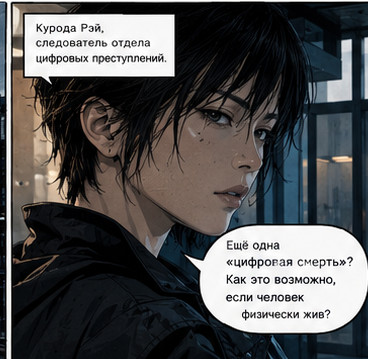 Курода Рэй,
следователь отдела
цифровых преступлений.
Ещё одна
«цифровая смерть»?
Как это возможно,
если человек
физически жив?